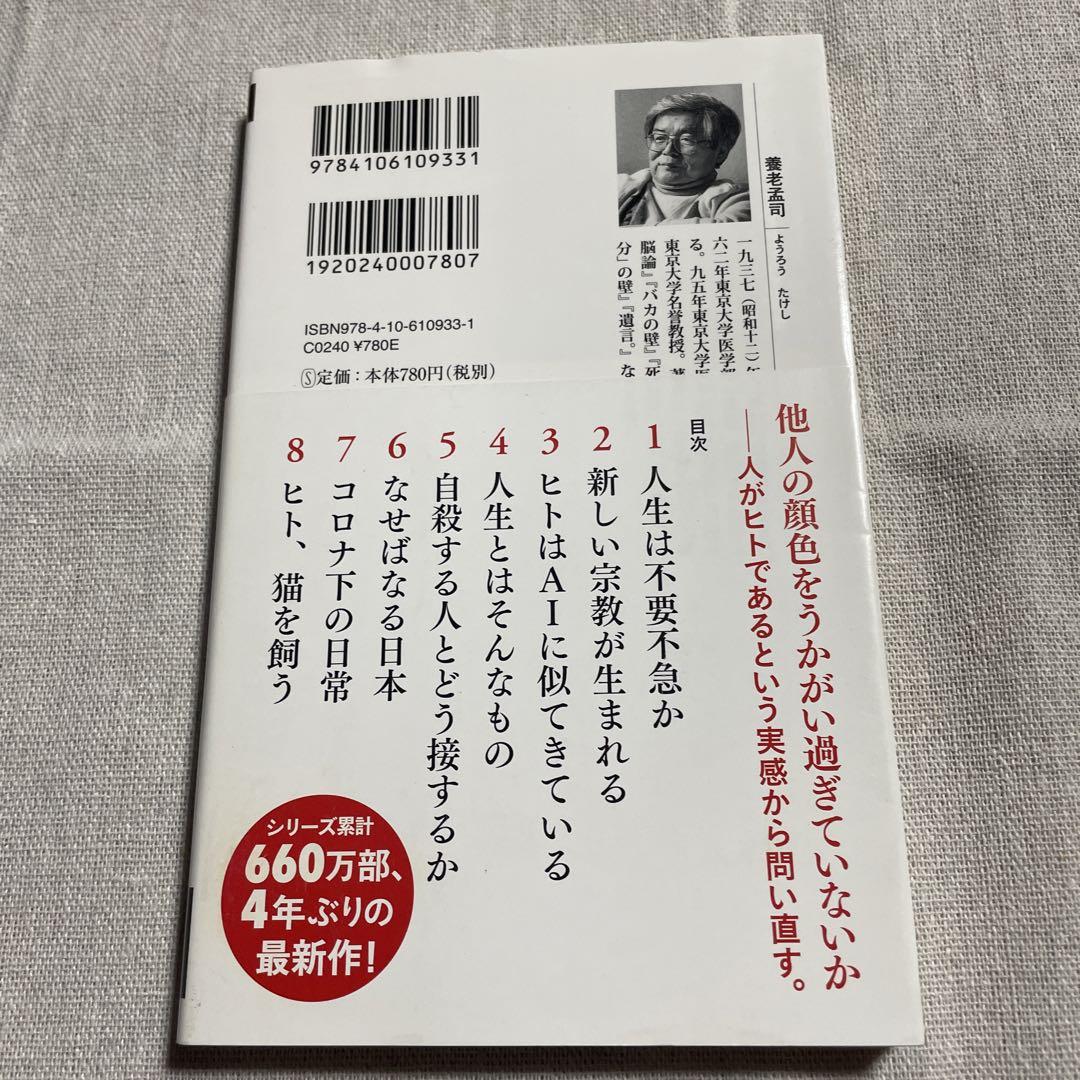 9784106109331
1920240007807
ISBN978-4-10-610933-1
C0240 ¥780E
Ⓢ定価：本体780円（税別）
養老孟司
ようろう たけし
一九三七（昭和十二）年
六二年東京大学医学部
る。九五年東京大学医
東京大学名誉教授。著
脳論』『バカの壁』『死
分」の壁』『遺言。』な
他人の顔色をうかがい過ぎていないか
──人がヒトであるという実感から問い直す。
目次
1 人生は不要不急か
2 新しい宗教が生まれる
3 ヒトはAIに似てきている
4 人生とはそんなもの
5 自殺する人とどう接するか
6 なせばなる日本
7 コロナ下の日常
8 ヒト、猫を飼う
シリーズ累計
660万部、
4年ぶりの
最新作！